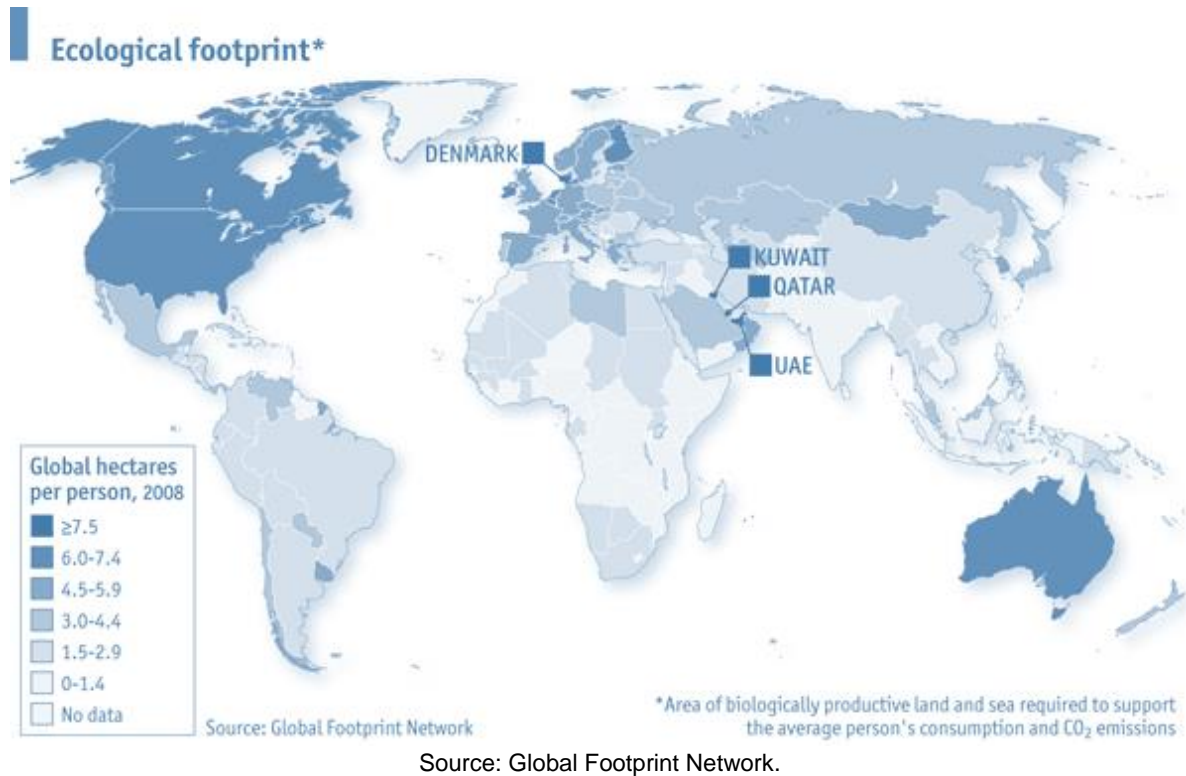 Ecological footprint*
DENMARK
KUWAIT
QATAR
UAE
Global hectares
per person, 2008
≥7.5
6.0-7.4
4.5-5.9
3.0-4.4
1.5-2.9
0-1.4
No data
Source: Global Footprint Network
*Area of biologically productive land and sea required to support
the average person's consumption and CO₂ emissions
Source: Global Footprint Network.